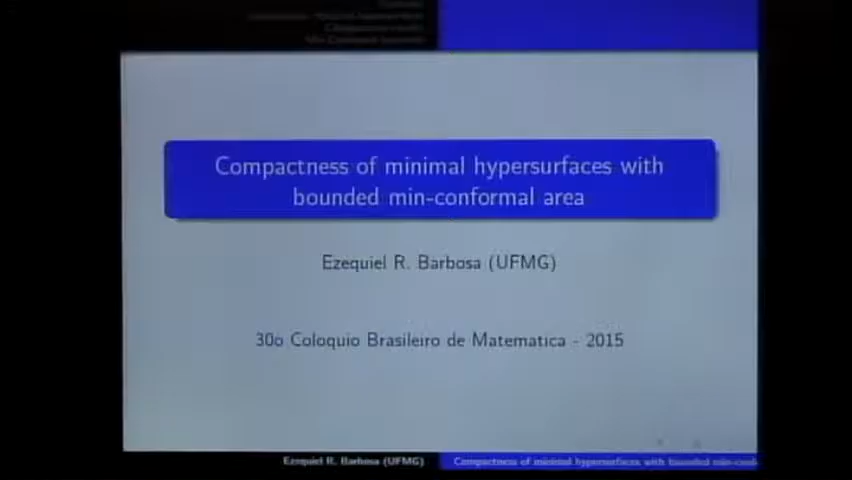 Compactness of minimal hypersurfaces with
bounded min-conformal area
Ezequiel R. Barbosa (UFMG)
30o Coloquio Brasileiro de Matematica - 2015
Ezequiel R. Barbosa (UFMG)
Compactness of minimal hypersurfaces with bounded min-conf